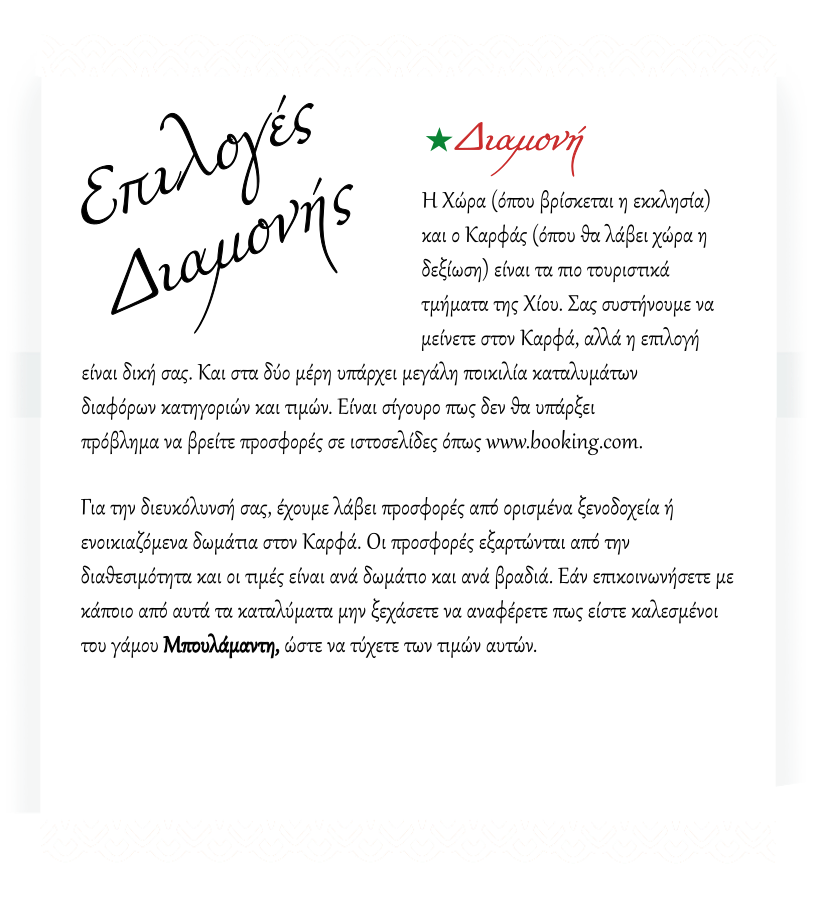 Επιλογές
Διαμονής
★Διαμονή
Η Χώρα (όπου βρίσκεται η εκκλησία)
και ο Καρφάς (όπου θα λάβει χώρα η
δεξίωση) είναι τα πιο τουριστικά
τμήματα της Χίου. Σας συστήνουμε να
μείνετε στον Καρφά, αλλά η επιλογή
είναι δική σας. Και στα δύο μέρη υπάρχει μεγάλη ποικιλία καταλυμάτων
διαφόρων κατηγοριών και τιμών. Είναι σίγουρο πως δεν θα υπάρξει
πρόβλημα να βρείτε προσφορές σε ιστοσελίδες όπως www.booking.com.
Για την διευκόλυνσή σας, έχουμε λάβει προσφορές από ορισμένα ξενοδοχεία ή
ενοικιαζόμενα δωμάτια στον Καρφά. Οι προσφορές εξαρτώνται από την
διαθεσιμότητα και οι τιμές είναι ανά δωμάτιο και ανά βραδιά. Εάν επικοινωνήσετε με
κάποιο από αυτά τα καταλύματα μην ξεχάσετε να αναφέρετε πως είστε καλεσμένοι
του γάμου Μπουλάμαντη, ώστε να τύχετε των τιμών αυτών.